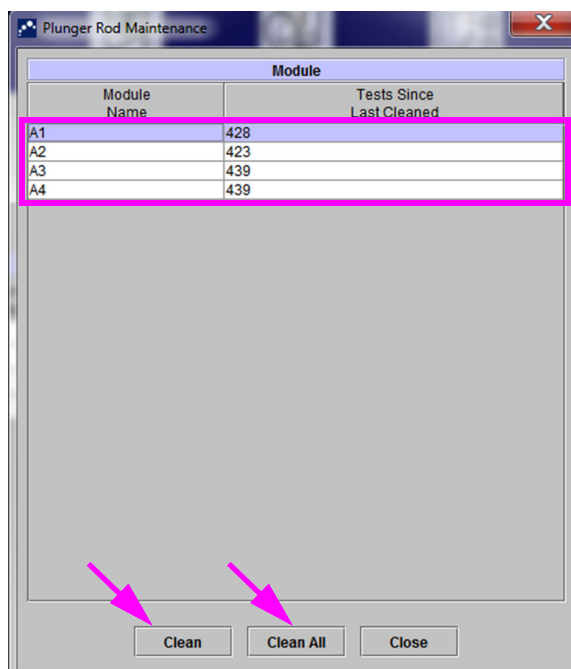 Plunger Rod Maintenance
X
Module
Module Name Tests Since Last Cleaned
A1 428
A2 423
A3 439
A4 439
Clean Clean All Close